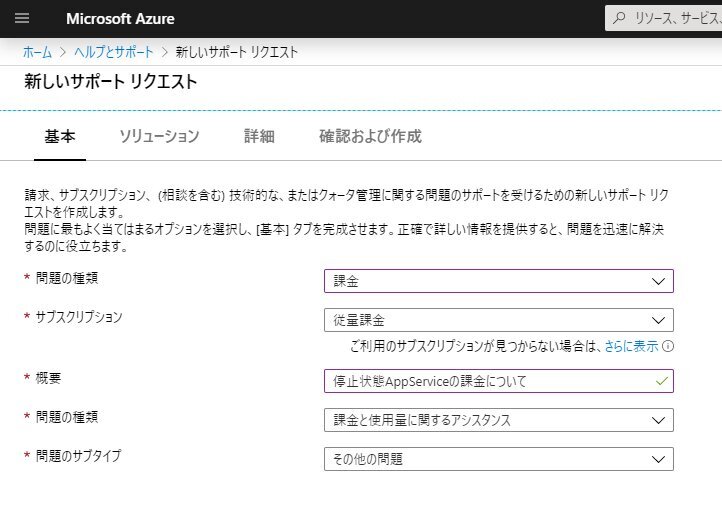 Microsoft Azure
リソース、サービス、
ホーム > ヘルプとサポート > 新しいサポート リクエスト
新しいサポート リクエスト
基本 ソリューション 詳細 確認および作成
請求、サブスクリプション、 (相談を含む) 技術的な、またはクォータ管理に関する問題のサポートを受けるための新しいサポート リク
エストを作成します。
問題に最もよく当てはまるオプションを選択し、[基本] タブを完成させます。正確で詳しい情報を提供すると、問題を迅速に解決
するのに役立ちます。
* 問題の種類 課金
* サブスクリプション 従量課金
ご利用のサブスクリプションが見つからない場合は、さらに表示
* 概要 停止状態AppServiceの課金について
* 問題の種類 課金と使用量に関するアシスタンス
* 問題のサブタイプ その他の問題